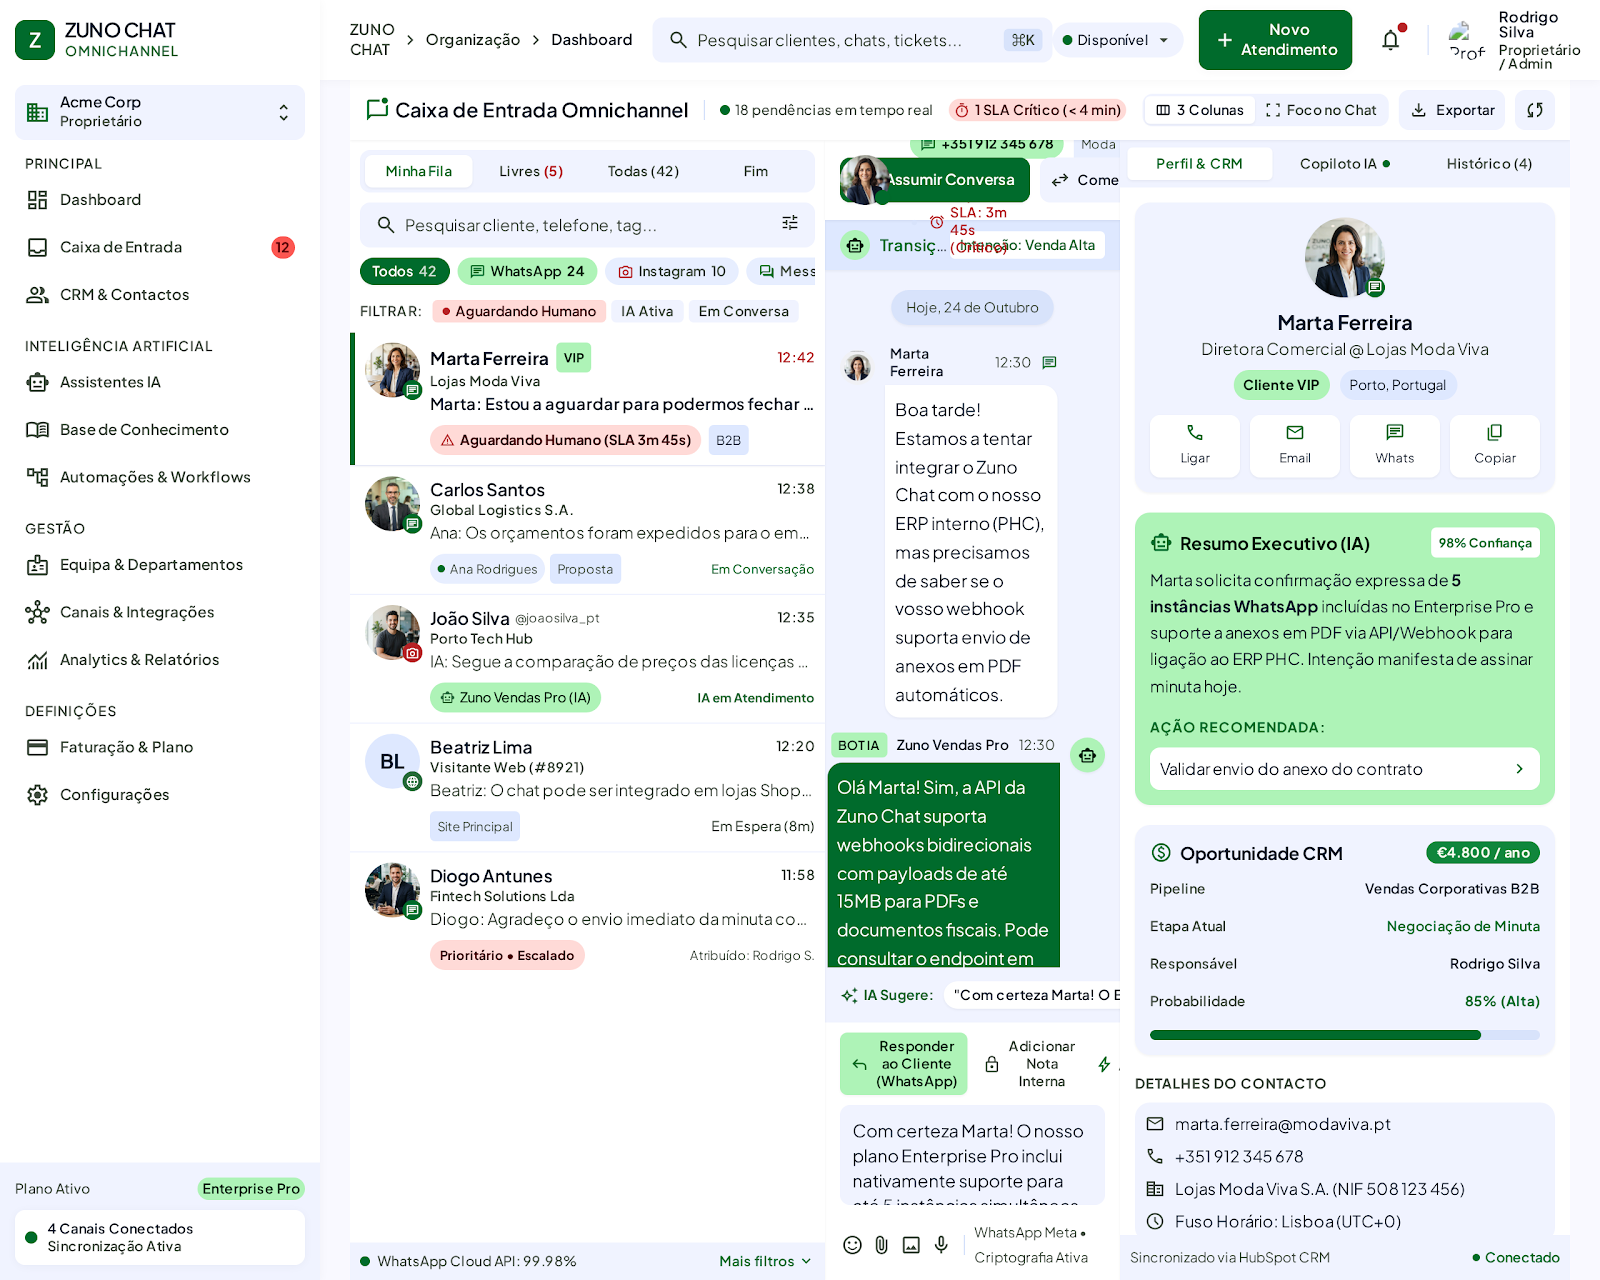 Z
ZUNO CHAT
OMNICHANNEL
Acme Corp
Proprietário
PRINCIPAL
Dashboard
Caixa de Entrada
12
CRM & Contactos
INTELIGÊNCIA ARTIFICIAL
Assistentes IA
Base de Conhecimento
Automações & Workflows
GESTÃO
Equipa & Departamentos
Canais & Integrações
Analytics & Relatórios
DEFINIÇÕES
Faturação & Plano
Configurações
Plano Ativo
Enterprise Pro
4 Canais Conectados
Sincronização Ativa
ZUNO CHAT
Organização
Dashboard
Pesquisar clientes, chats, tickets...
⌘K
Disponível
Novo Atendimento
Prof
Rodrigo Silva
Proprietário / Admin
Caixa de Entrada Omnichannel
18 pendências em tempo real
1 SLA Crítico (< 4 min)
3 Colunas
Foco no Chat
Exportar
Minha Fila
Livres (5)
Todas (42)
Fim
Pesquisar cliente, telefone, tag...
Todos 42
WhatsApp 24
Instagram 10
Mess
FILTRAR:
Aguardando Humano
IA Ativa
Em Conversa
Marta Ferreira
VIP
12:42
Lojas Moda Viva
Marta: Estou a aguardar para podermos fechar ...
Aguardando Humano (SLA 3m 45s)
B2B
Carlos Santos
12:38
Global Logistics S.A.
Ana: Os orçamentos foram expedidos para o em...
Ana Rodrigues
Proposta
Em Conversação
João Silva
@joaosilva_pt
12:35
Porto Tech Hub
IA: Segue a comparação de preços das licenças ...
Zuno Vendas Pro (IA)
IA em Atendimento
BL
Beatriz Lima
12:20
Visitante Web (#8921)
Beatriz: O chat pode ser integrado em lojas Shop...
Site Principal
Em Espera (8m)
Diogo Antunes
11:58
Fintech Solutions Lda
Diogo: Agradeço o envio imediato da minuta co...
Prioritário • Escalado
Atribuído: Rodrigo S.
WhatsApp Cloud API: 99.98%
Mais filtros
+351 912 345 678
Moda
Assumir Conversa
Come
SLA: 3m
45s
(Crítico)
Transiç...
Intenção: Venda Alta
Hoje, 24 de Outubro
Marta Ferreira
12:30
Boa tarde!
Estamos a tentar
integrar o Zuno
Chat com o nosso
ERP interno (PHC),
mas precisamos
de saber se o
vosso webhook
suporta envio de
anexos em PDF
automáticos.
BOT IA
Zuno Vendas Pro
12:30
Olá Marta! Sim, a API da
Zuno Chat suporta
webhooks bidirecionais
com payloads de até
15MB para PDFs e
documentos fiscais. Pode
consultar o endpoint em
IA Sugere:
"Com certeza Marta! O E
Responder
ao Cliente
(WhatsApp)
Adicionar
Nota
Interna
Com certeza Marta! O nosso
plano Enterprise Pro inclui
nativamente suporte para
até 5 instâncias simultâneas
WhatsApp Meta •
Criptografia Ativa
Perfil & CRM
Copiloto IA
Histórico (4)
Marta Ferreira
Diretora Comercial @ Lojas Moda Viva
Cliente VIP
Porto, Portugal
Ligar
Email
Whats
Copiar
Resumo Executivo (IA)
98% Confiança
Marta solicita confirmação expressa de 5
instâncias WhatsApp incluídas no Enterprise Pro e
suporte a anexos em PDF via API/Webhook para
ligação ao ERP PHC. Intenção manifesta de assinar
minuta hoje.
AÇÃO RECOMENDADA:
Validar envio do anexo do contrato
Oportunidade CRM
€4.800 / ano
Pipeline
Vendas Corporativas B2B
Etapa Atual
Negociação de Minuta
Responsável
Rodrigo Silva
Probabilidade
85% (Alta)
DETALHES DO CONTACTO
marta.ferreira@modaviva.pt
+351 912 345 678
Lojas Moda Viva S.A. (NIF 508 123 456)
Fuso Horário: Lisboa (UTC+0)
Sincronizado via HubSpot CRM
Conectado